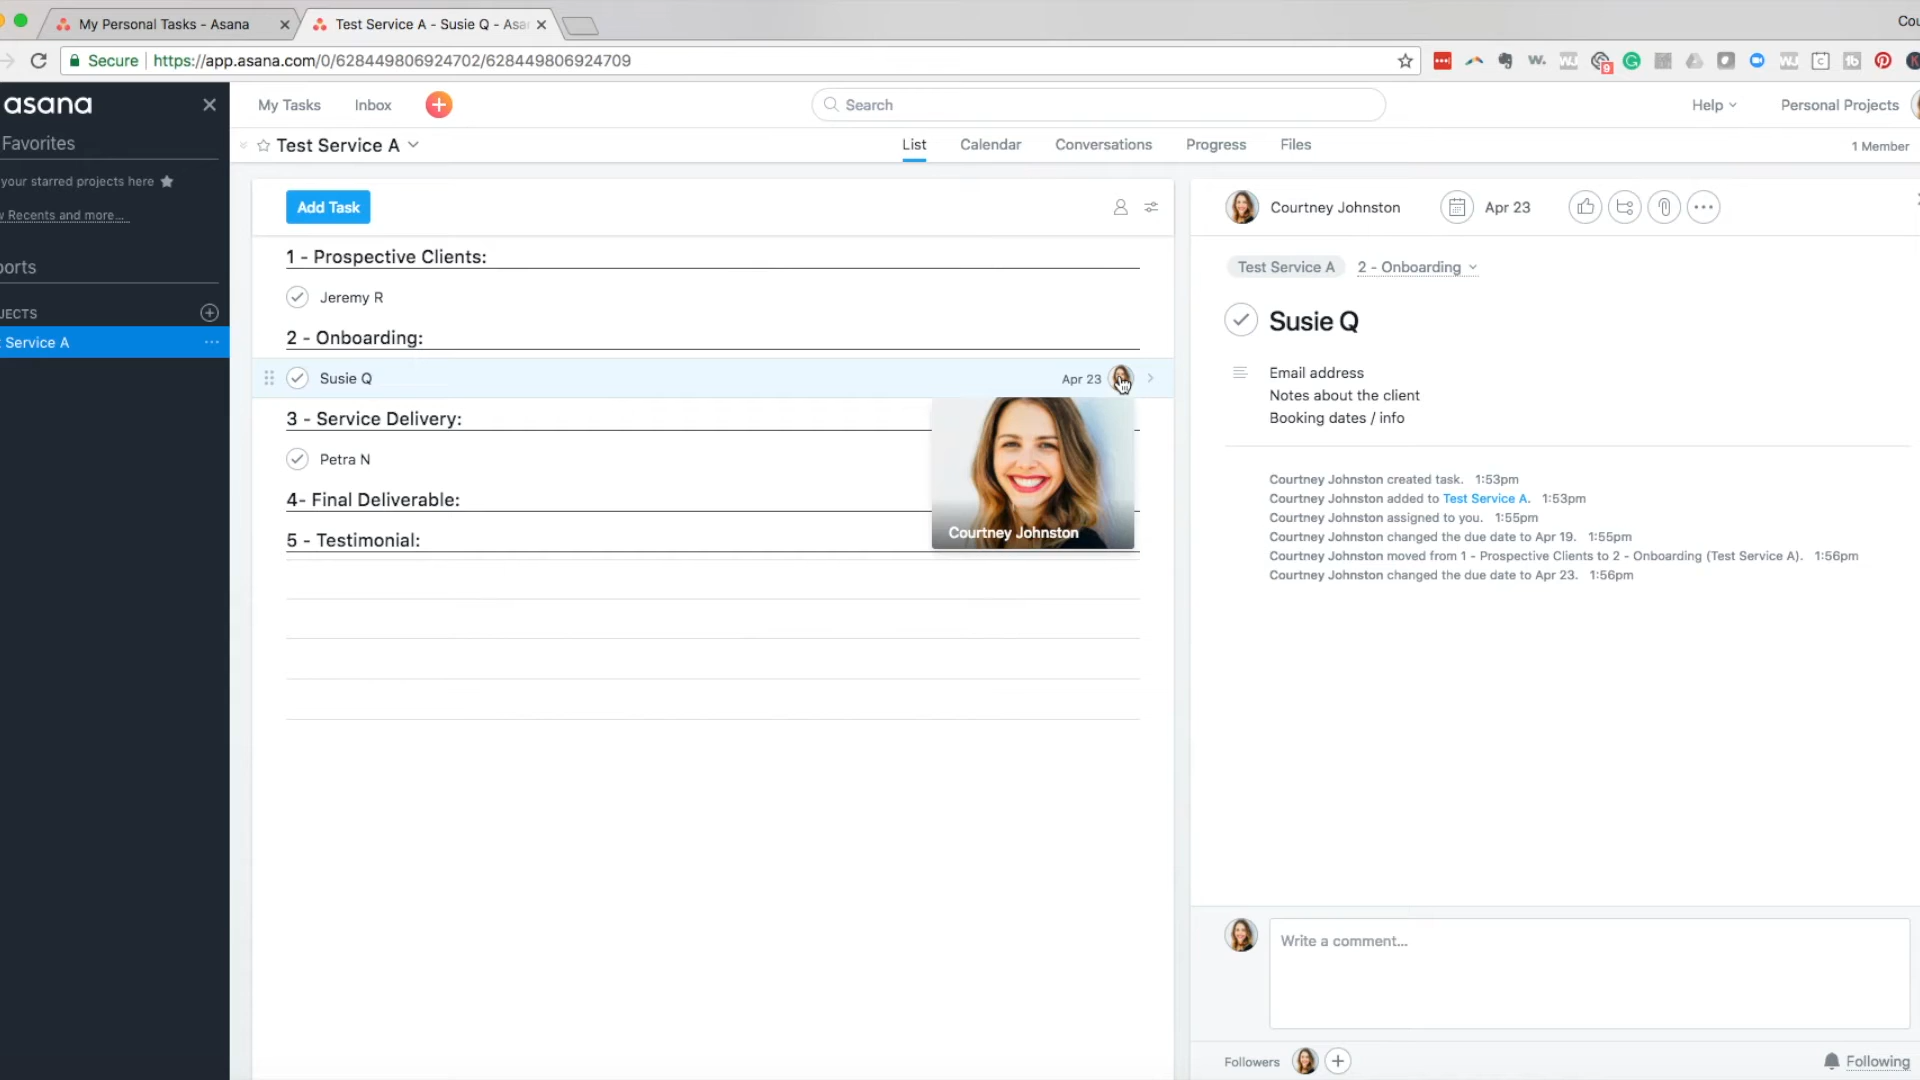 My Personal Tasks - Asana
Test Service A - Susie Q - Asa
Cou
Secure
https://app.asana.com/0/628449806924702/628449806924709
asana
My Tasks
Inbox
Search
Help
Personal Projects
Favorites
Test Service A
List
Calendar
Conversations
Progress
Files
1 Member
your starred projects here
w Recents and more...
orts
JECTS
t Service A
Add Task
1 - Prospective Clients:
Jeremy R
2 - Onboarding:
Susie Q
Apr 23
3 - Service Delivery:
Petra N
4- Final Deliverable:
5 - Testimonial:
Courtney Johnston
Courtney Johnston
Apr 23
Test Service A
2 - Onboarding
Susie Q
Email address
Notes about the client
Booking dates / info
Courtney Johnston created task. 1:53pm
Courtney Johnston added to Test Service A. 1:53pm
Courtney Johnston assigned to you. 1:55pm
Courtney Johnston changed the due date to Apr 19. 1:55pm
Courtney Johnston moved from 1 - Prospective Clients to 2 - Onboarding (Test Service A). 1:56pm
Courtney Johnston changed the due date to Apr 23. 1:56pm
Write a comment...
Followers
Following